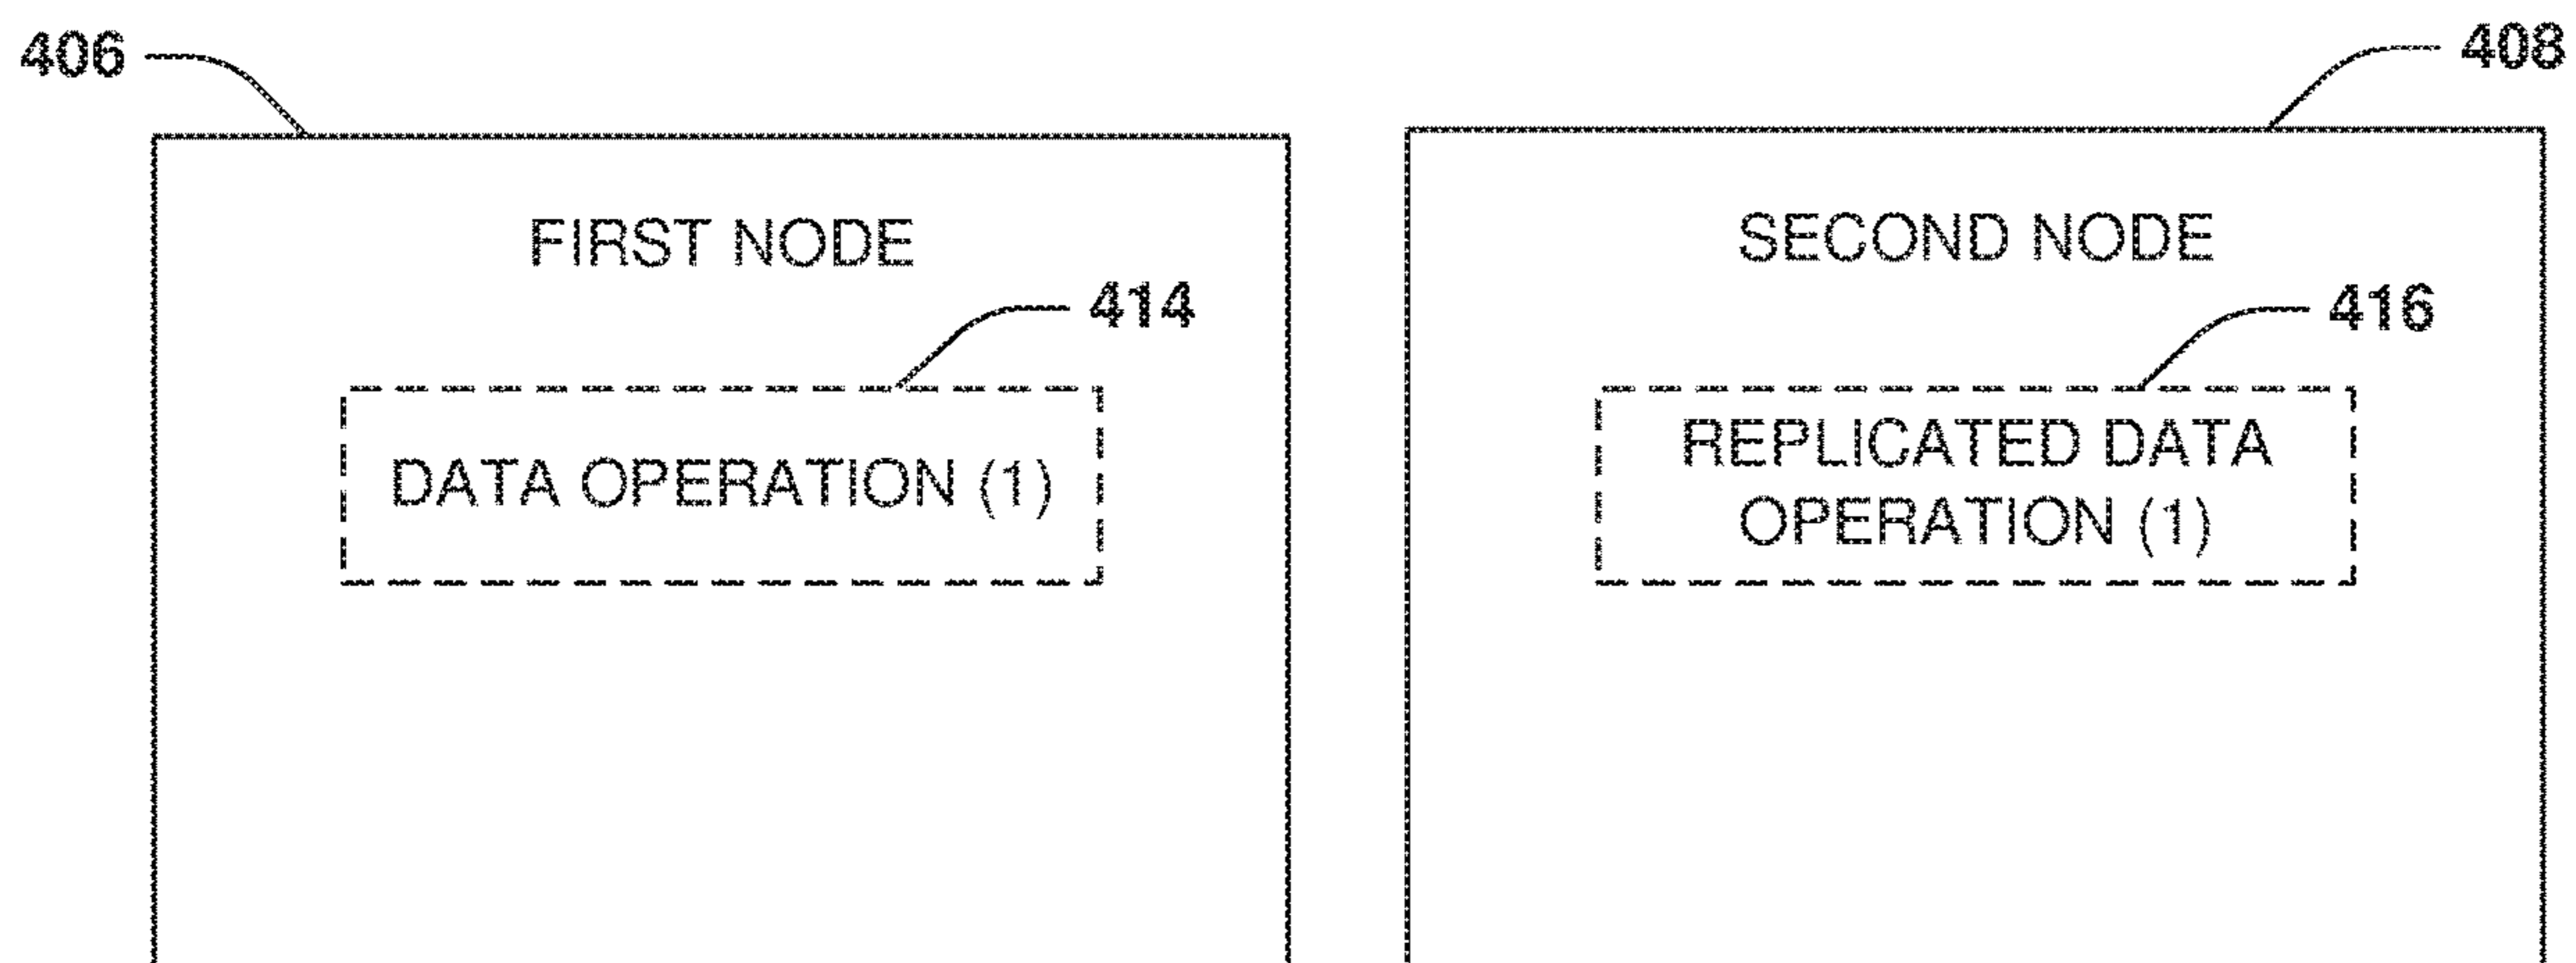 406
408
FIRST NODE
414
DATA OPERATION (1)
SECOND NODE
416
REPLICATED DATA
OPERATION (1)